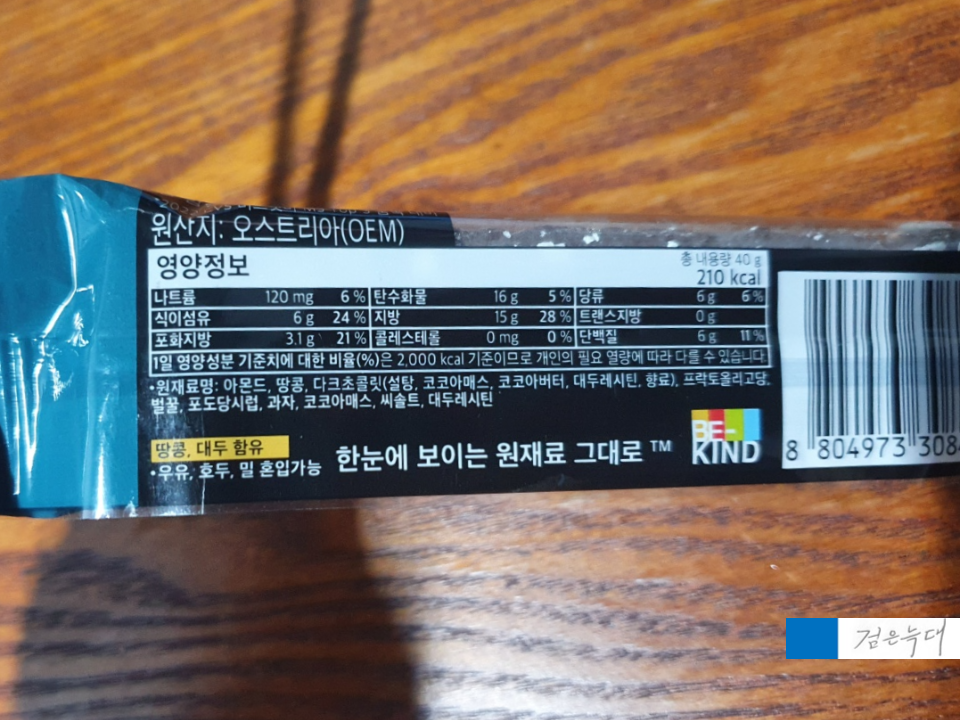 원산지: 오스트리아(OEM)
영양정보
총 내용량 40 g
210 kcal
나트륨 120 mg 6 % 탄수화물 16 g 5 % 당류 6 g 6 %
식이섬유 6 g 24 % 지방 15 g 28 % 트랜스지방 0 g
포화지방 3.1 g 21 % 콜레스테롤 0 mg 0 % 단백질 6 g 11 %
1일 영양성분 기준치에 대한 비율(%)은 2,000 kcal 기준이므로 개인의 필요 열량에 따라 다를 수 있습니다.
•원재료명: 아몬드, 땅콩, 다크초콜릿(설탕, 코코아매스, 코코아버터, 대두레시틴, 향료), 프락토올리고당,
벌꿀, 포도당시럽, 과자, 코코아매스, 씨솔트, 대두레시틴
땅콩, 대두 함유
•우유, 호두, 밀 혼입가능
한눈에 보이는 원재료 그대로 ™
BE-
KIND
8 804973 308
검은늑대